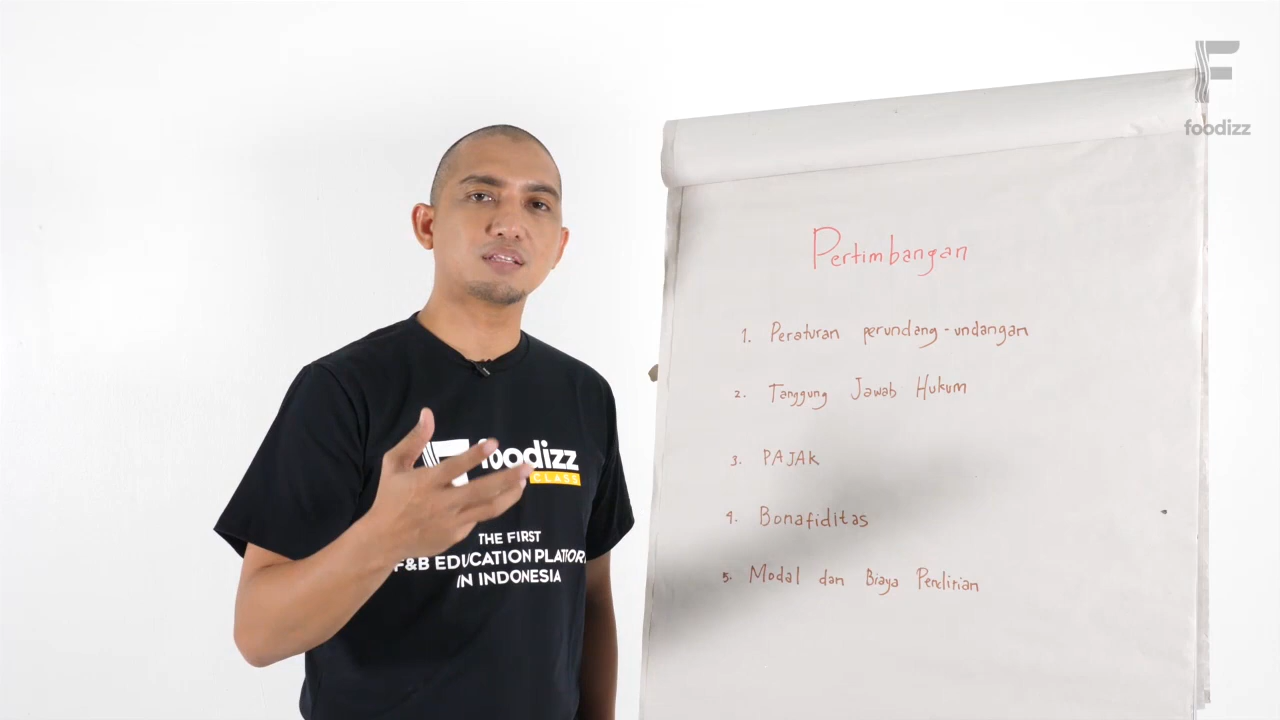 foodizz
Pertimbangan
1. Peraturan perundang-undangan
2. Tanggung Jawab Hukum
3. PAJAK
4. Bonafiditas
5. Modal dan Biaya Pendirian
foodizz
CLASS
THE FIRST
F&B EDUCATION PLATFORM
IN INDONESIA